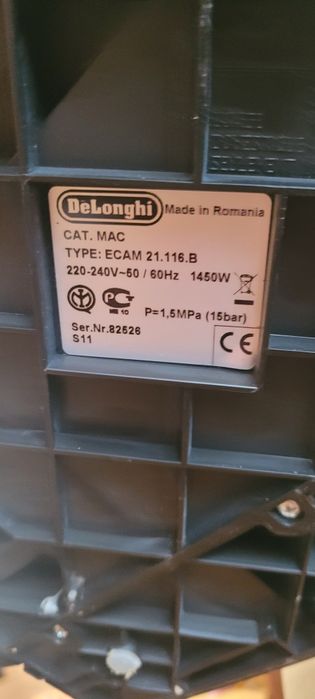 DeLonghi Made in Romania
CAT. MAC
TYPE: ECAM 21.116.B
220-240V~50 / 60Hz 1450W
P=1,5MPa (15bar)
Ser.Nr.82526
S11
CE